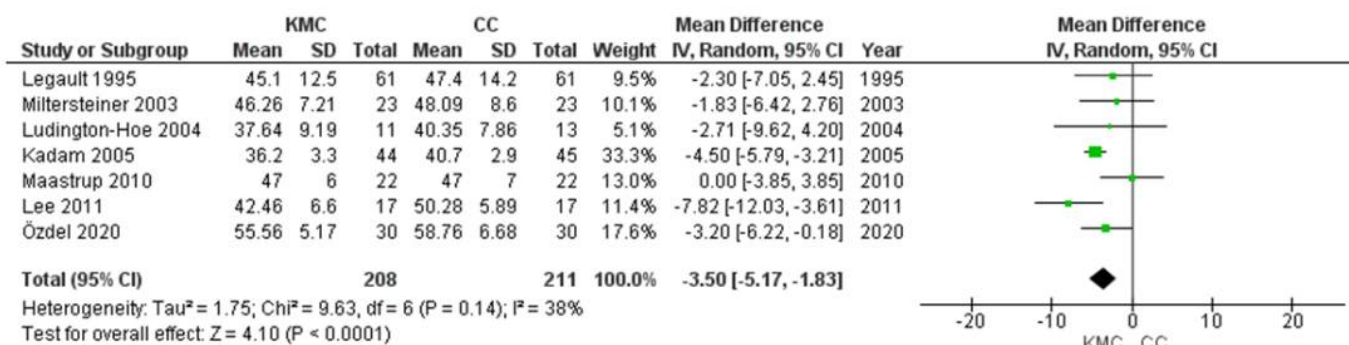 KMC CC Mean Difference Mean Difference
Study or Subgroup Mean SD Total Mean SD Total Weight IV, Random, 95% CI Year IV, Random, 95% CI
Legault 1995 45.1 12.5 61 47.4 14.2 61 9.5% -2.30 [-7.05, 2.45] 1995
Miltersteiner 2003 46.26 7.21 23 48.09 8.6 23 10.1% -1.83 [-6.42, 2.76] 2003
Ludington-Hoe 2004 37.64 9.19 11 40.35 7.86 13 5.1% -2.71 [-9.62, 4.20] 2004
Kadam 2005 36.2 3.3 44 40.7 2.9 45 33.3% -4.50 [-5.79, -3.21] 2005
Maastrup 2010 47 6 22 47 7 22 13.0% 0.00 [-3.85, 3.85] 2010
Lee 2011 42.46 6.6 17 50.28 5.89 17 11.4% -7.82 [-12.03, -3.61] 2011
Özdel 2020 55.56 5.17 30 58.76 6.68 30 17.6% -3.20 [-6.22, -0.18] 2020
Total (95% CI) 208 211 100.0% -3.50 [-5.17, -1.83]
Heterogeneity: Tau² = 1.75; Chi² = 9.63, df = 6 (P = 0.14); I² = 38%
Test for overall effect: Z = 4.10 (P < 0.0001)
-20 -10 0 10 20
KMC CC